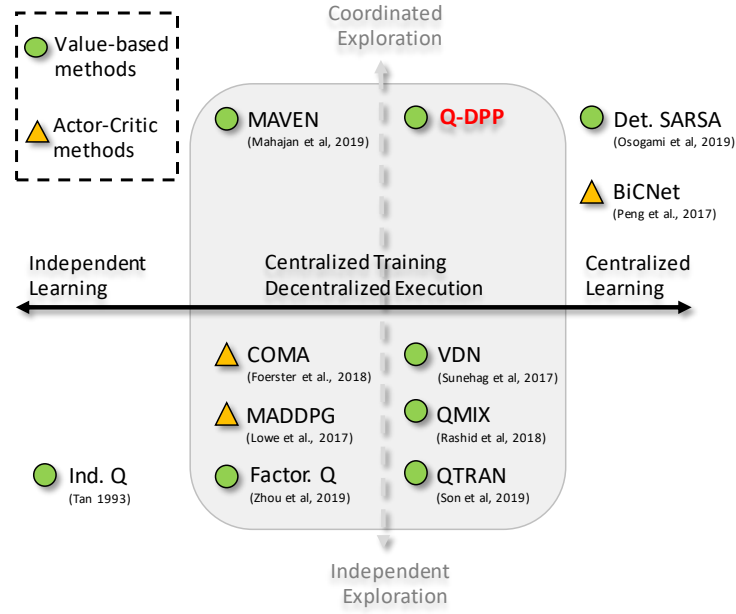 Coordinated
Exploration
Value-based
methods
Actor-Critic
methods
MAVEN
(Mahajan et al, 2019)
Q-DPP
Det. SARSA
(Osogami et al, 2019)
BiCNet
(Peng et al., 2017)
Independent
Learning
Centralized Training
Decentralized Execution
Centralized
Learning
COMA
(Foerster et al., 2018)
VDN
(Sunehag et al, 2017)
MADDPG
(Lowe et al., 2017)
QMIX
(Rashid et al, 2018)
Ind. Q
(Tan 1993)
Factor. Q
(Zhou et al, 2019)
QTRAN
(Son et al, 2019)
Independent
Exploration